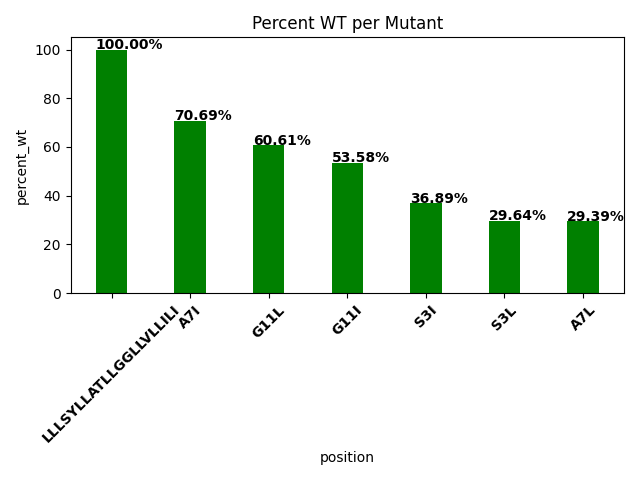 Percent WT per Mutant
percent_wt
100
80
60
40
20
0
100.00%
70.69%
60.61%
53.58%
36.89%
29.64%
29.39%
LLLSYLLATLLGGLLVLLILI
A7I
G11L
G11I
S3I
S3L
A7L
position